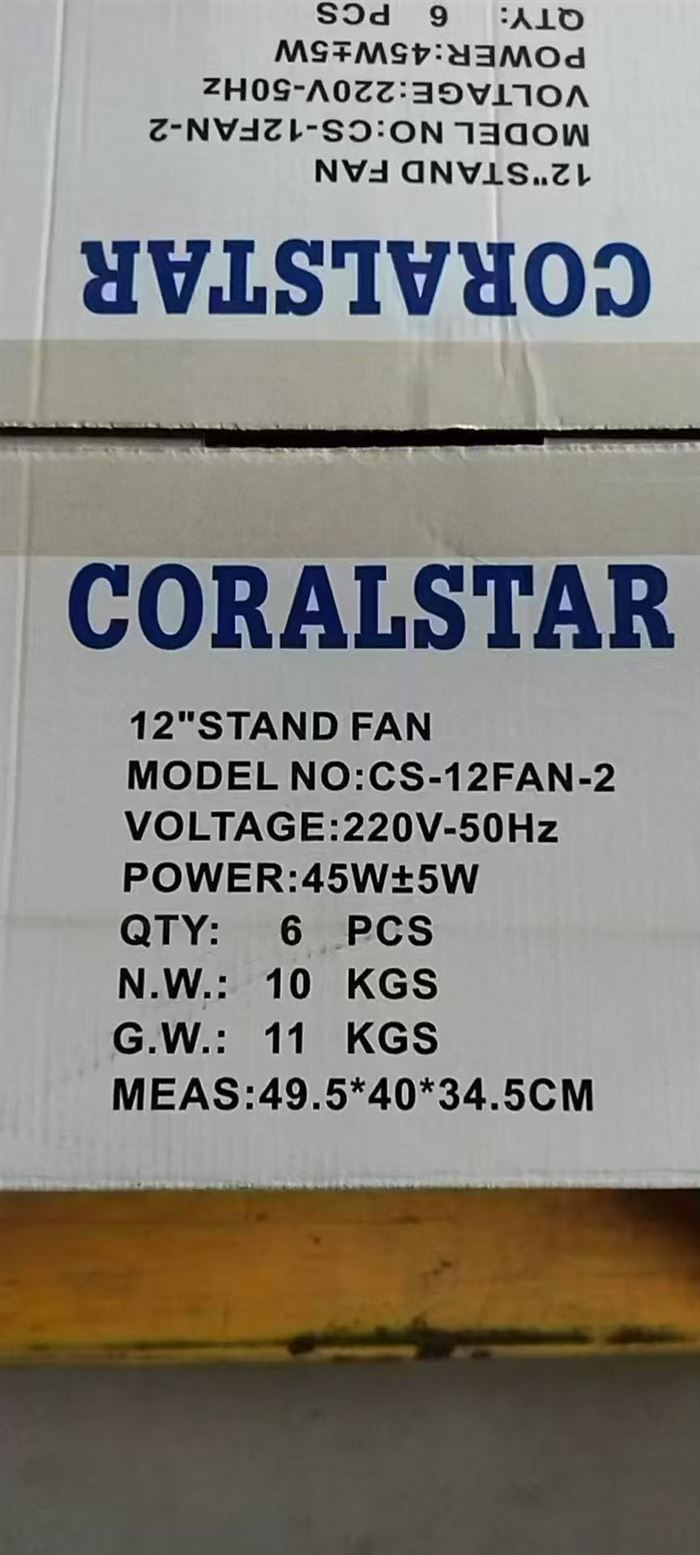 QTY: 6 PCS
POWER:45W±5W
VOLTAGE:220V-50Hz
MODEL NO:CS-12FAN-2
12"STAND FAN
CORALSTAR
CORALSTAR
12"STAND FAN
MODEL NO:CS-12FAN-2
VOLTAGE:220V-50Hz
POWER:45W±5W
QTY: 6 PCS
N.W.: 10 KGS
G.W.: 11 KGS
MEAS:49.5*40*34.5CM